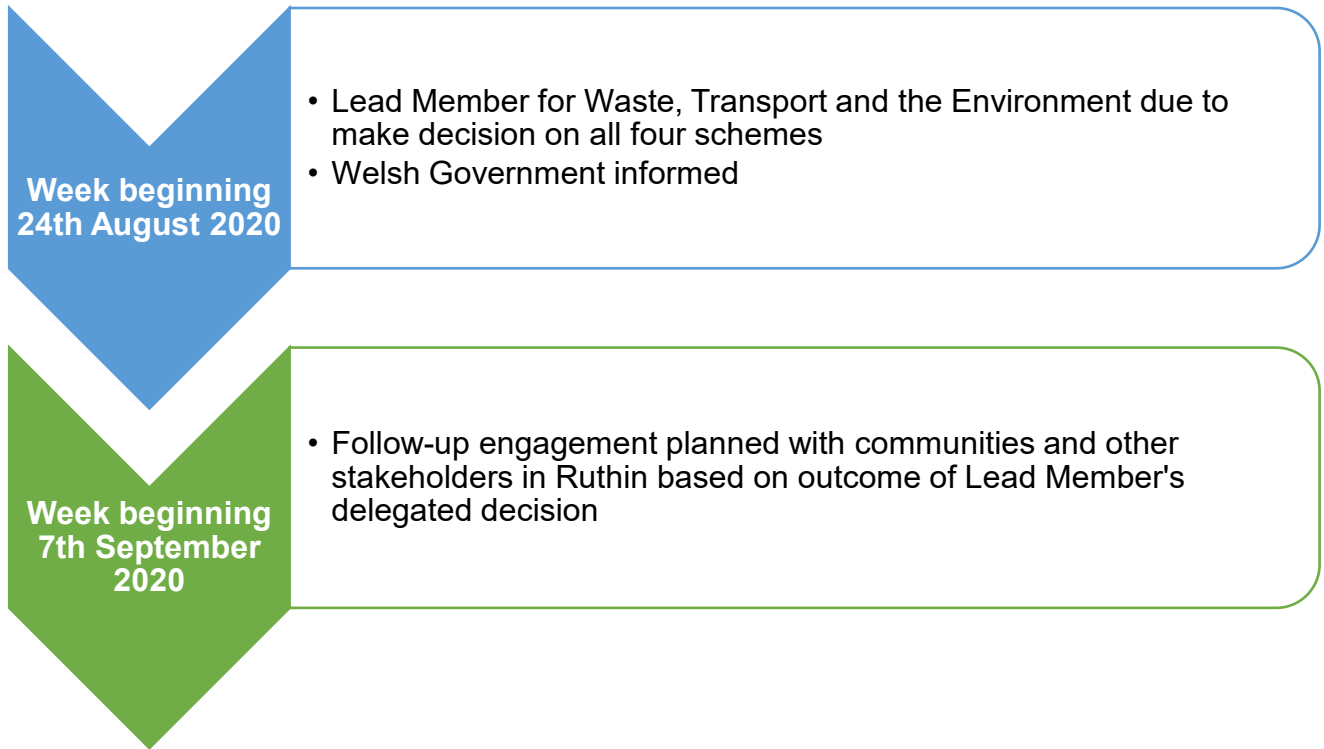 Week beginning
24th August 2020
• Lead Member for Waste, Transport and the Environment due to
make decision on all four schemes
• Welsh Government informed
Week beginning
7th September
2020
• Follow-up engagement planned with communities and other
stakeholders in Ruthin based on outcome of Lead Member's
delegated decision